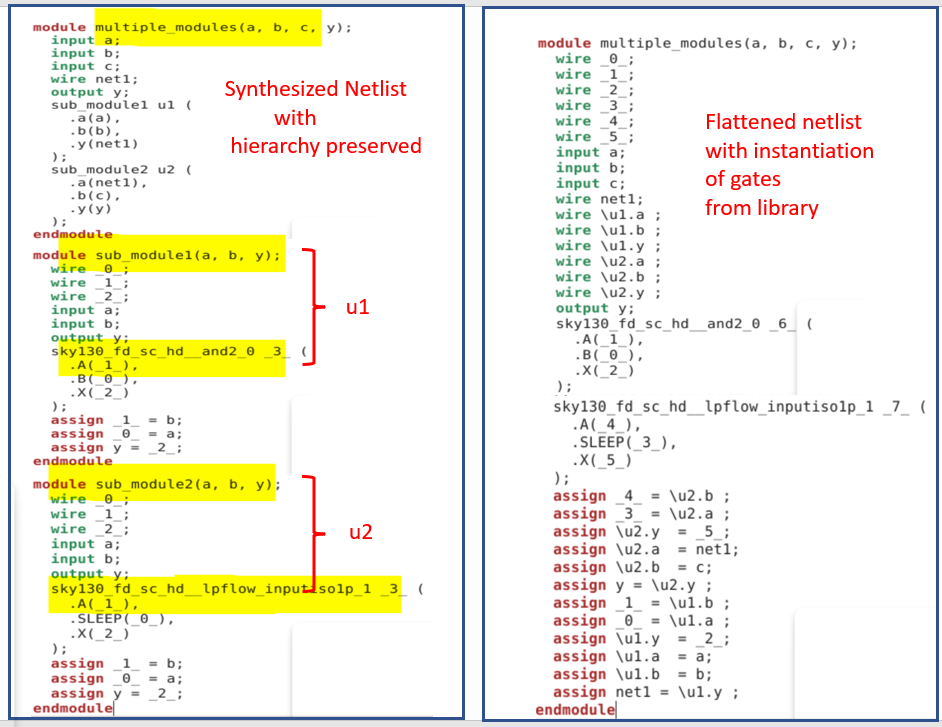 module multiple_modules(a, b, c, y);
input a;
input b;
input c;
wire net1;
output y;
sub_module1 u1 (
.a(a),
.b(b),
.y(net1)
);
sub_module2 u2 (
.a(net1),
.b(c),
.y(y)
);
endmodule
Synthesized Netlist
with
hierarchy preserved
module sub_module1(a, b, y);
wire _0_;
wire _1_;
wire _2_;
input a;
input b;
output y;
sky130_fd_sc_hd__and2_0 _3_ (
.A(_1_),
.B(_0_),
.X(_2_)
);
assign _1_ = b;
assign _0_ = a;
assign y = _2_;
endmodule
u1
module sub_module2(a, b, y);
wire _0_;
wire _1_;
wire _2_;
input a;
input b;
output y;
sky130_fd_sc_hd__lpflow_inputiso1p_1 _3_ (
.A(_1_),
.SLEEP(_0_),
.X(_2_)
);
assign _1_ = b;
assign _0_ = a;
assign y = _2_;
endmodule
u2
module multiple_modules(a, b, c, y);
wire _0_;
wire _1_;
wire _2_;
wire _3_;
wire _4_;
wire _5_;
input a;
input b;
input c;
wire net1;
wire \u1.a ;
wire \u1.b ;
wire \u1.y ;
wire \u2.a ;
wire \u2.b ;
wire \u2.y ;
output y;
sky130_fd_sc_hd__and2_0 _6_ (
.A(_1_),
.B(_0_),
.X(_2_)
);
sky130_fd_sc_hd__lpflow_inputiso1p_1 _7_ (
.A(_4_),
.SLEEP(_3_),
.X(_5_)
);
assign _4_ = \u2.b ;
assign _3_ = \u2.a ;
assign \u2.y  = _5_;
assign \u2.a  = net1;
assign \u2.b  = c;
assign y = \u2.y ;
assign _1_ = \u1.b ;
assign _0_ = \u1.a ;
assign \u1.y  = _2_;
assign \u1.a  = a;
assign \u1.b  = b;
assign net1 = \u1.y ;
endmodule
Flattened netlist
with instantiation
of gates
from library